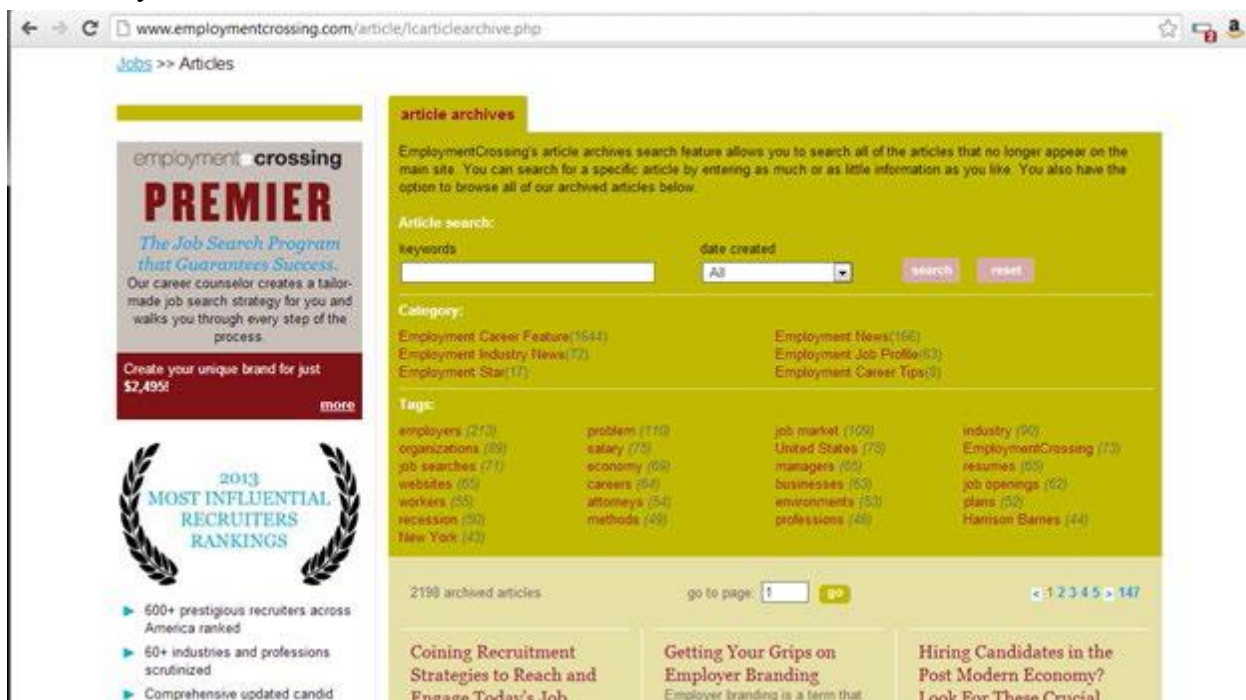 www.employmentcrossing.com/article/lcarticlearchive.php
2
a
Jobs >> Articles
employment crossing
PREMIER
The Job Search Program
that Guarantees Success.
Our career counselor creates a tailor-
made job search strategy for you and
walks you through every step of the
process.
Create your unique brand for just
$2,495!
more
2013
MOST INFLUENTIAL
RECRUITERS
RANKINGS
600+ prestigious recruiters across
America ranked
60+ industries and professions
scrutinized
Comprehensive updated candid
article archives
EmploymentCrossing's article archives search feature allows you to search all of the articles that no longer appear on the
main site. You can search for a specific article by entering as much or as little information as you like. You also have the
option to browse all of our archived articles below.
Article search:
keywords date created
All search reset
Category:
Employment Career Feature(1644) Employment News(166)
Employment Industry News(72) Employment Job Profile(63)
Employment Star(17) Employment Career Tips(8)
Tags:
employers (213) problem (110) job market (109) industry (90)
organizations (89) salary (75) United States (75) EmploymentCrossing (73)
job searches (71) economy (69) managers (65) resumes (65)
websites (65) careers (64) businesses (63) job openings (62)
workers (55) attorneys (54) environments (53) plans (52)
recession (50) methods (49) professions (46) Harrison Barnes (44)
New York (43)
2198 archived articles go to page: 1 go < 1 2 3 4 5 > 147
Coining Recruitment Getting Your Grips on Hiring Candidates in the
Strategies to Reach and Employer Branding Post Modern Economy?
Engage Today's Job Employer branding is a term that Look For These Crucial